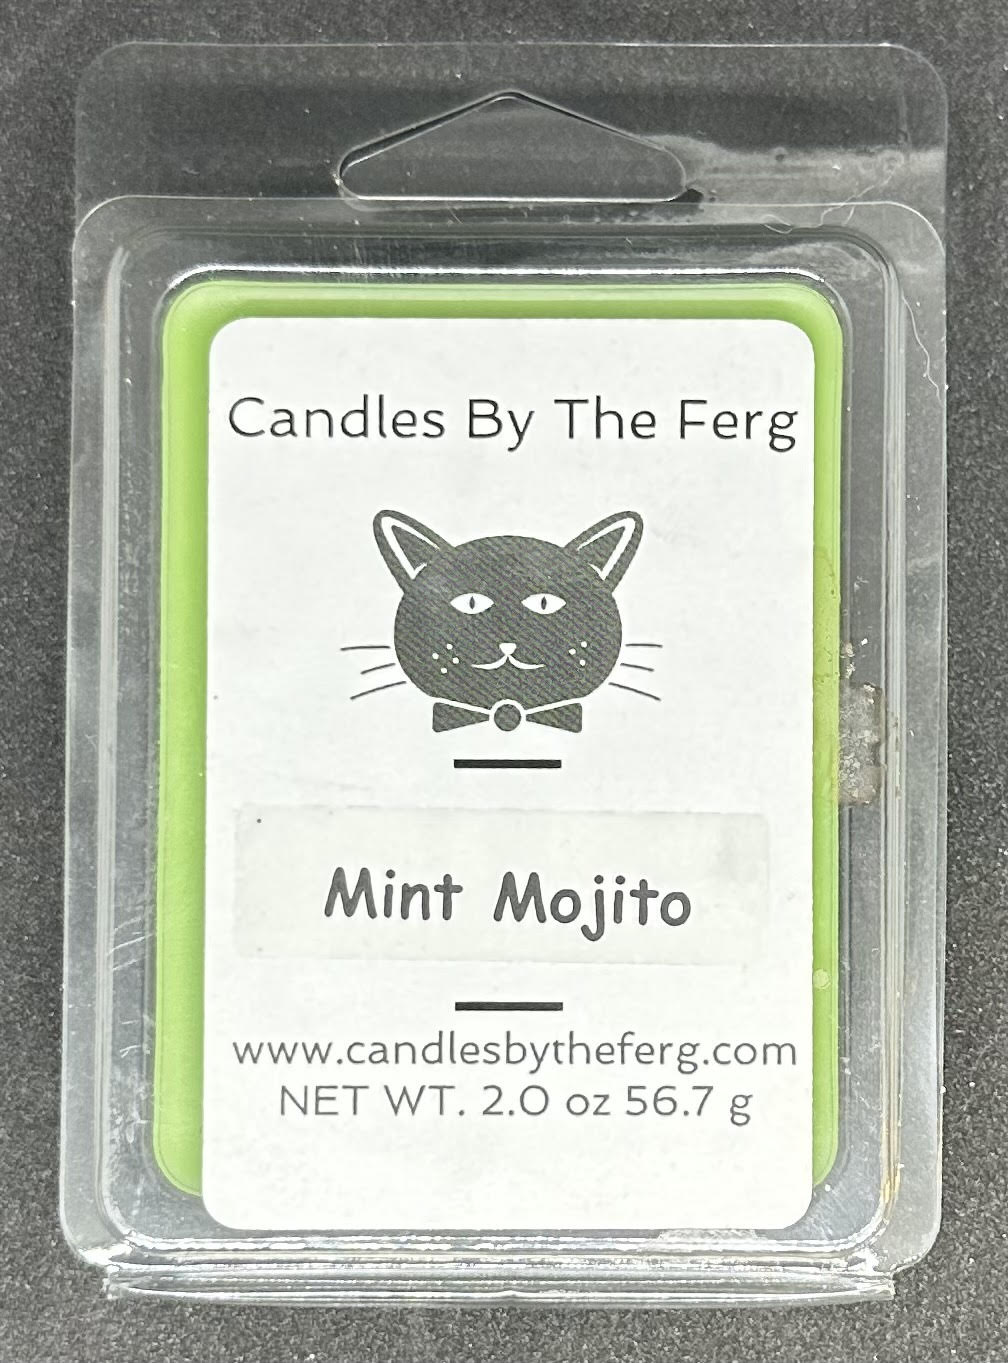 Candles By The Ferg
Mint Mojito
www.candlesbytheferg.com
NET WT. 2.0 oz 56.7 g